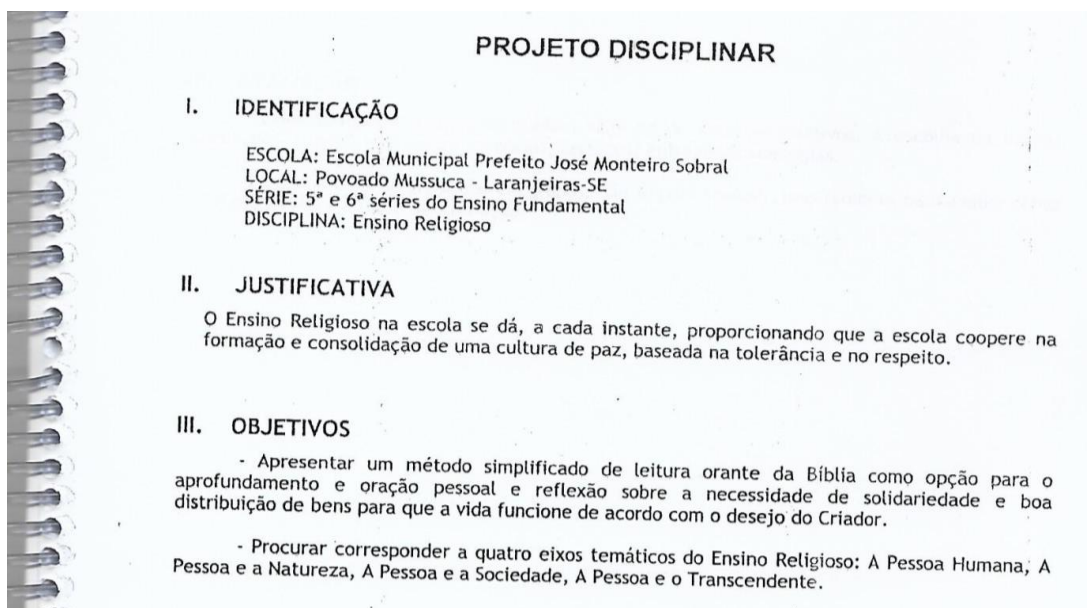 PROJETO DISCIPLINAR
I. IDENTIFICAÇÃO
ESCOLA: Escola Municipal Prefeito José Monteiro Sobral
LOCAL: Povoado Mussuca - Laranjeiras-SE
SÉRIE: 5ª e 6ª séries do Ensino Fundamental
DISCIPLINA: Ensino Religioso
II. JUSTIFICATIVA
O Ensino Religioso na escola se dá, a cada instante, proporcionando que a escola coopere na
formação e consolidação de uma cultura de paz, baseada na tolerância e no respeito.
III. OBJETIVOS
- Apresentar um método simplificado de leitura orante da Bíblia como opção para o
aprofundamento e oração pessoal e reflexão sobre a necessidade de solidariedade e boa
distribuição de bens para que a vida funcione de acordo com o desejo do Criador.
- Procurar corresponder a quatro eixos temáticos do Ensino Religioso: A Pessoa Humana, A
Pessoa e a Natureza, A Pessoa e a Sociedade, A Pessoa e o Transcendente.